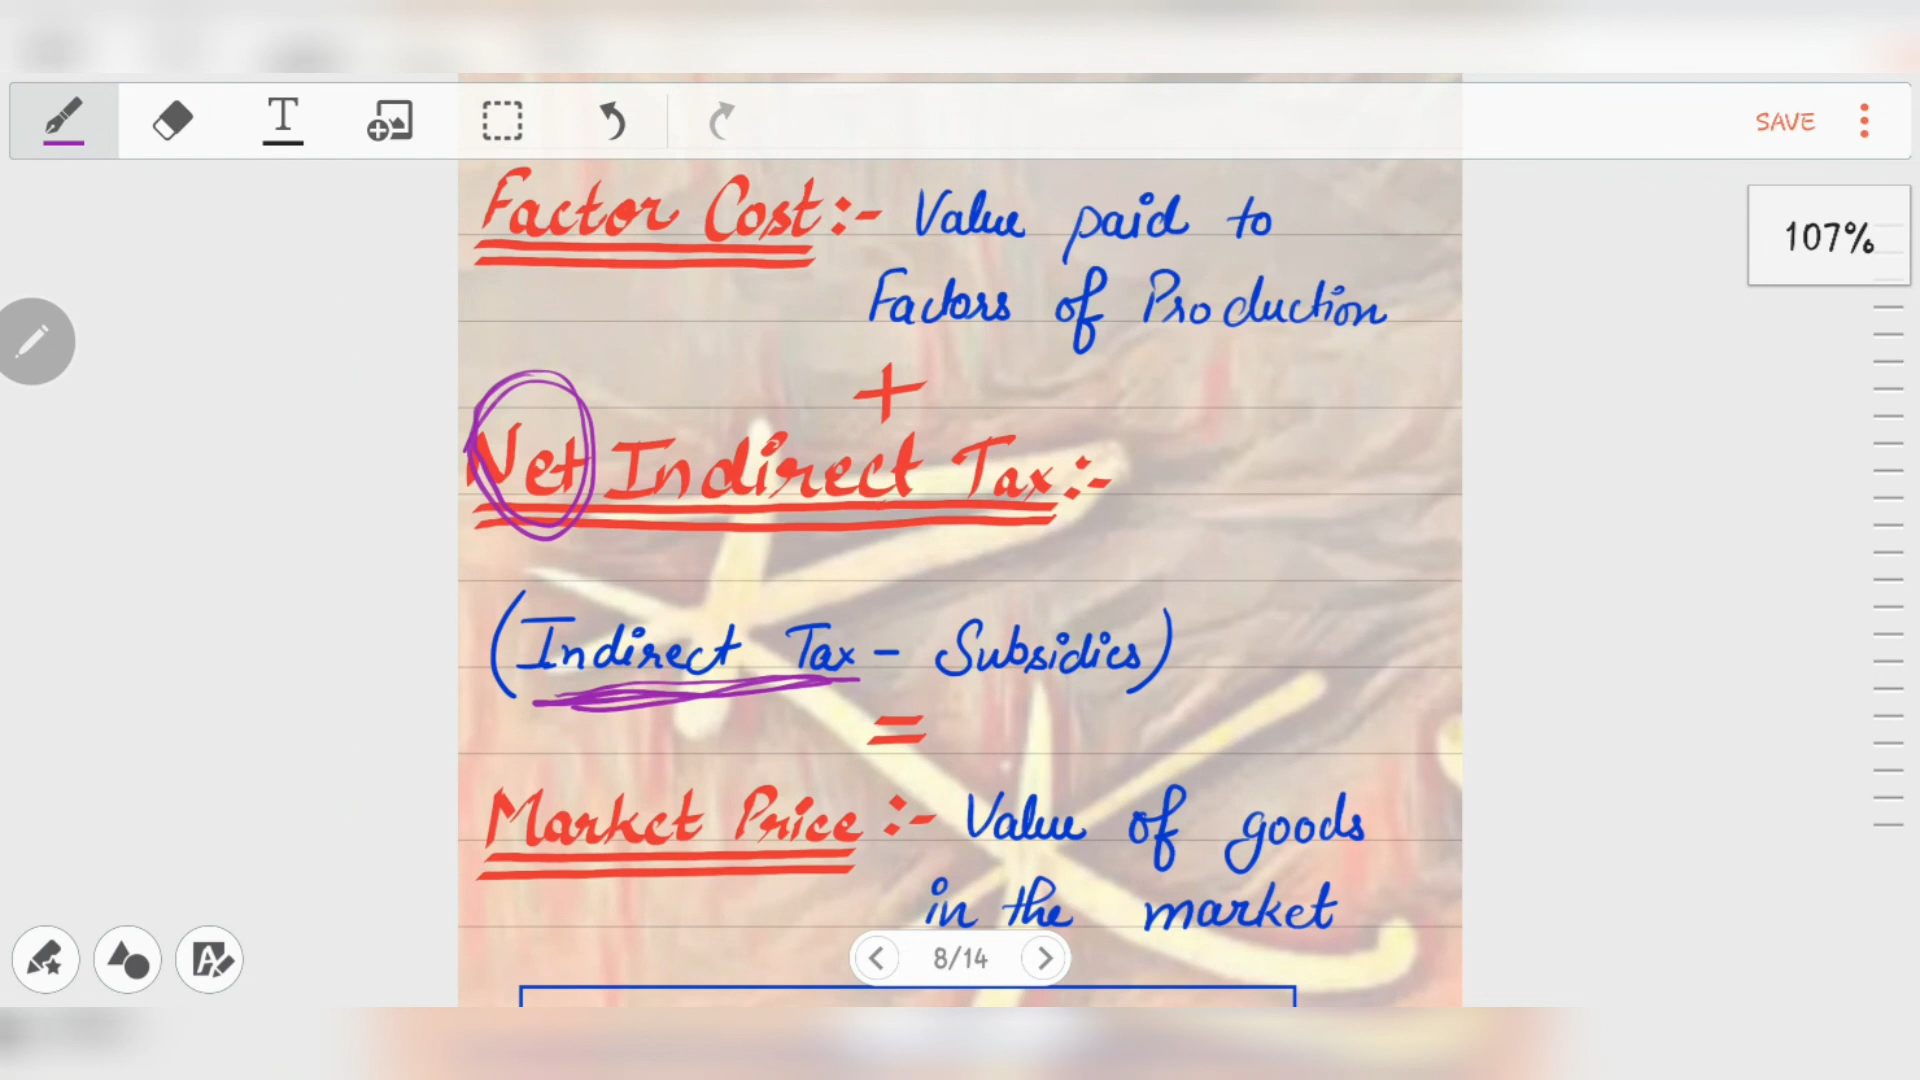 T
SAVE
107%
Factor Cost:- Value paid to
Factors of Production
+
Net Indirect Tax:-
(Indirect Tax - Subsidies)
=
Market Price:- Value of goods
in the market
8/14
A